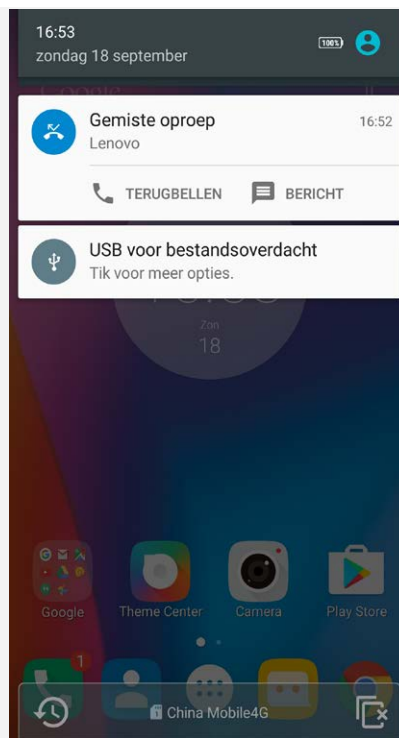 16:53
100%
zondag 18 september
Google
Gemiste oproep
16:52
Lenovo
TERUGBELLEN
BERICHT
USB voor bestandsoverdacht
Tik voor meer opties.
Zon
18
Google
Theme Center
Camera
Play Store
1
China Mobile4G